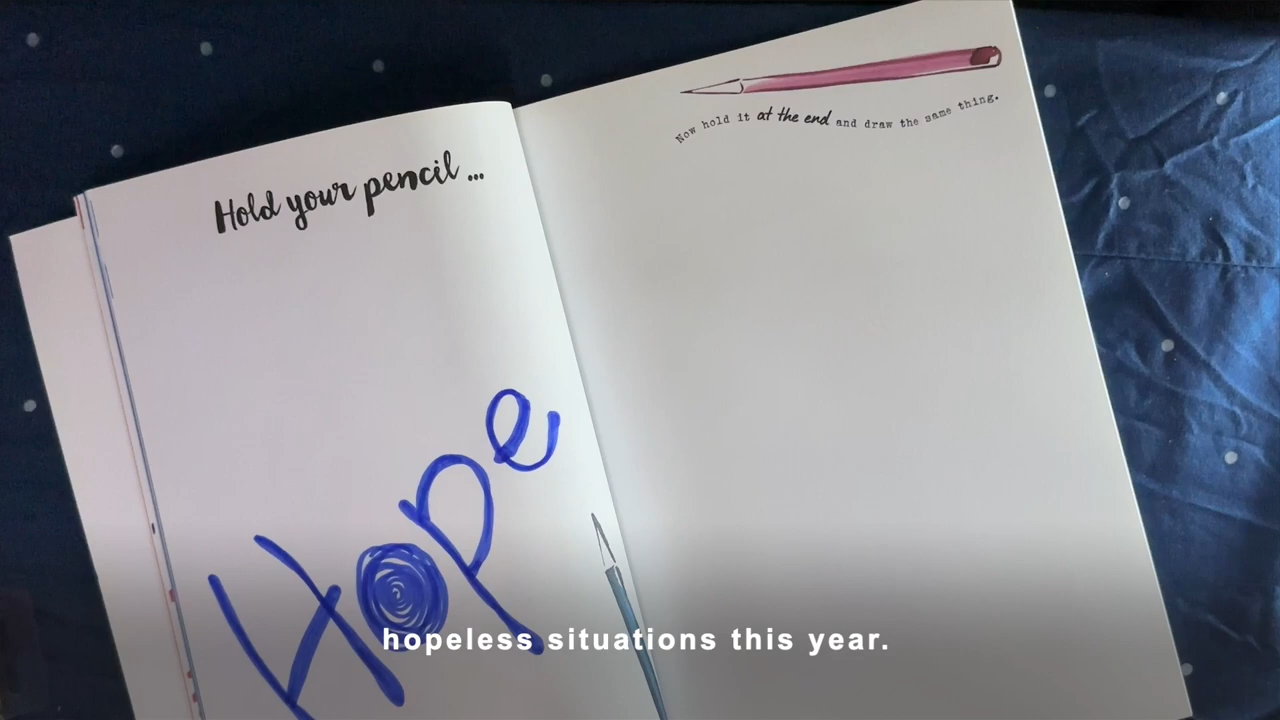 Hold your pencil ...
Now hold it at the end and draw the same thing.
Hope
hopeless situations this year.